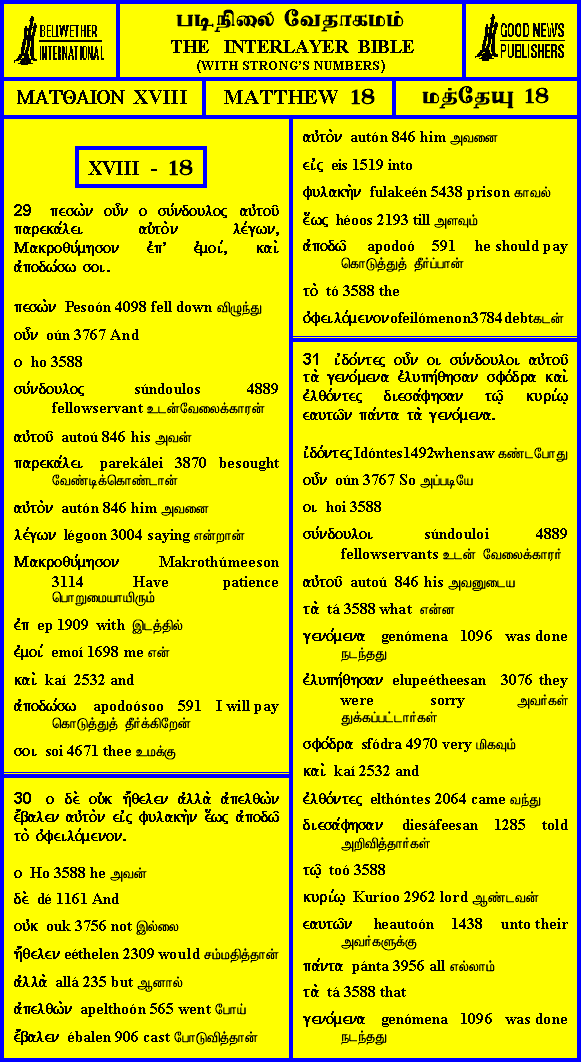 BELLWETHER
INTERNATIONAL
படிநிலை வேதாகமம்
THE INTERLAYER BIBLE
(WITH STRONG'S NUMBERS)
GOOD NEWS
PUBLISHERS
ΜΑΤΘΑΙΟΝ XVIII
MATTHEW 18
மத்தேயு 18
XVIII - 18
29 πεσὼν οὖν ο σύνδουλος αὐτοῦ
παρεκάλει αὐτὸν λέγων,
Μακροθύμησον ἐπ' ἐμοί, καὶ
ἀποδώσω σοι.
πεσὼν Pesoón 4098 fell down விழுந்து
οὖν oún 3767 And
ο ho 3588
σύνδουλος súndoulos 4889
fellowservant உடன்வேலைக்காரன்
αὐτοῦ autoú 846 his அவன்
παρεκάλει parekálei 3870 besought
வேண்டிக்கொண்டான்
αὐτὸν autón 846 him அவனை
λέγων légoon 3004 saying என்றான்
Μακροθύμησον Makrothúmeeson
3114 Have patience
பொறுமையாயிரும்
ἐπ ep 1909 with இடத்தில்
ἐμοί emoí 1698 me என்
καὶ kaí 2532 and
ἀποδώσω apodoósoo 591 I will pay
கொடுத்துத் தீர்க்கிறேன்
σοι soi 4671 thee உமக்கு
30 ο δὲ οὐκ ἤθελεν ἀλλὰ ἀπελθὼν
ἔβαλεν αὐτὸν εἰς φυλακὴν ἕως ἀποδῶ
τὸ ὀφειλόμενον.
ο Ho 3588 he அவன்
δὲ dé 1161 And
οὐκ ouk 3756 not இல்லை
ἤθελεν eéthelen 2309 would சம்மதித்தான்
ἀλλὰ allá 235 but ஆனால்
ἀπελθὼν apelthoón 565 went போய்
ἔβαλεν ébalen 906 cast போடுவித்தான்
αὐτὸν autón 846 him அவனை
εἰς eis 1519 into
φυλακὴν fulakeén 5438 prison காவல்
ἕως héoos 2193 till அளவும்
ἀποδῶ apodoó 591 he should pay
கொடுத்துத் தீர்ப்பான்
τὸ tó 3588 the
ὀφειλόμενον ofeilómenon 3784 debt கடன்
31 ἰδόντες οὖν οι σύνδουλοι αὐτοῦ
τὰ γενόμενα ἐλυπήθησαν σφόδρα καὶ
ἐλθόντες διεσάφησαν τῷ κυρίῳ
εαυτῶν πάντα τὰ γενόμενα.
ἰδόντες Idóntes 1492 when saw கண்டபோது
οὖν oún 3767 So அப்படியே
οι hoi 3588
σύνδουλοι súndouloi 4889
fellowservants உடன் வேலைக்காரர்
αὐτοῦ autoú 846 his அவனுடைய
τὰ tá 3588 what என்ன
γενόμενα genómena 1096 was done
நடந்தது
ἐλυπήθησαν elupeétheesan 3076 they
were sorry அவர்கள்
துக்கப்பட்டார்கள்
σφόδρα sfódra 4970 very மிகவும்
καὶ kaí 2532 and
ἐλθόντες elthóntes 2064 came வந்து
διεσάφησαν diesáfeesan 1285 told
அறிவித்தார்கள்
τῷ toó 3588
κυρίῳ Kuríoo 2962 lord ஆண்டவன்
εαυτῶν heautoón 1438 unto their
அவர்களுக்கு
πάντα pánta 3956 all எல்லாம்
τὰ tá 3588 that
γενόμενα genómena 1096 was done
நடந்தது